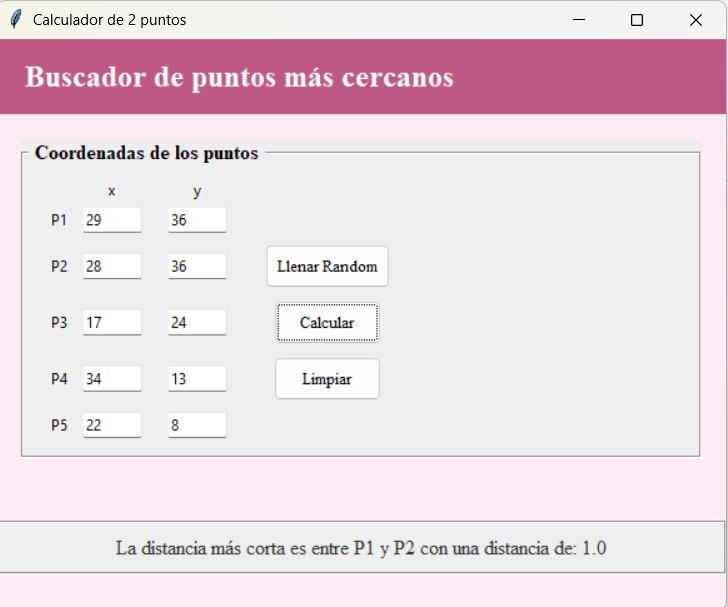 Calculador de 2 puntos
Buscador de puntos más cercanos
Coordenadas de los puntos
x y
P1 29 36
P2 28 36 Llenar Random
P3 17 24 Calcular
P4 34 13 Limpiar
P5 22 8
La distancia más corta es entre P1 y P2 con una distancia de: 1.0